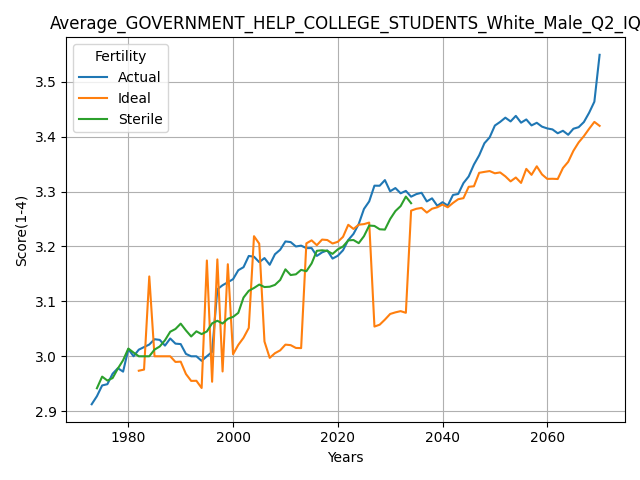 Average_GOVERNMENT_HELP_COLLEGE_STUDENTS_White_Male_Q2_IQ
Fertility
Actual
Ideal
Sterile
Score(1-4)
3.5
3.4
3.3
3.2
3.1
3.0
2.9
1980 2000 2020 2040 2060
Years